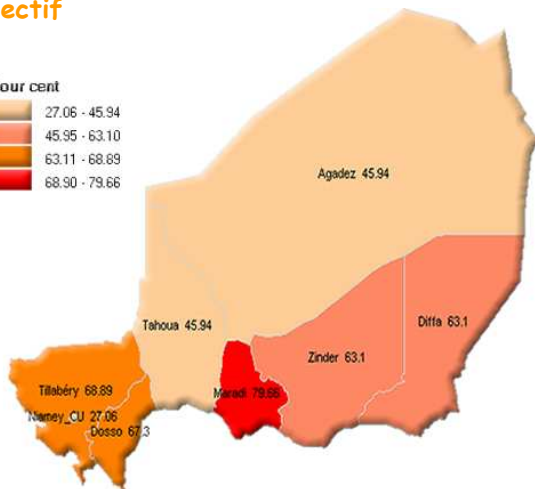 ectif
our cent
27.06 - 45.94
45.95 - 63.10
63.11 - 68.89
68.90 - 79.66
Agadez 45.94
Tahoua 45.94
Diffa 63.1
Zinder 63.1
Maradi 79.66
Tillabéry 68.89
Niamey_CU 27.06
Dosso 67.3